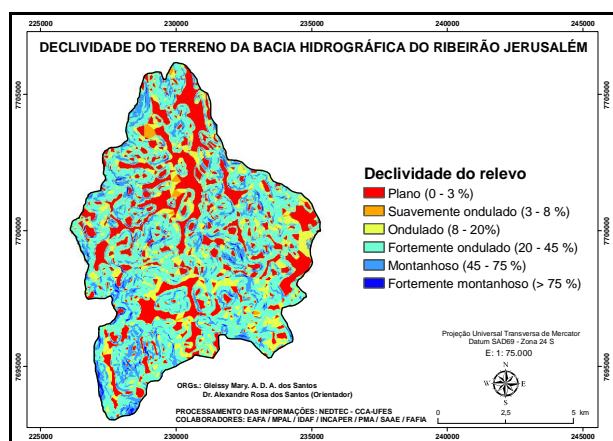 225000 230000 235000 240000 245000
DECLIVIDADE DO TERRENO DA BACIA HIDROGRÁFICA DO RIBEIRÃO JERUSALÉM
7705000 7705000
7700000 7700000
7695000 7695000
Declividade do relevo
Plano (0 - 3 %)
Suavemente ondulado (3 - 8 %)
Ondulado (8 - 20%)
Fortemente ondulado (20 - 45 %)
Montanhoso (45 - 75 %)
Fortemente montanhoso (> 75 %)
Projeção Universal Transversa de Mercator
Datum SAD69 - Zona 24 S
E: 1: 75.000
N
W E
S
ORGs.: Gleissy Mary. A. D. A. dos Santos
Dr. Alexandre Rosa dos Santos (Orientador)
PROCESSAMENTO DAS INFORMAÇÕES: NEDTEC - CCA-UFES
COLABORADORES: EAFA / MPAL / IDAF / INCAPER / PMA / SAAE / FAFIA
0 2,5 5 km
225000 230000 235000 240000 245000